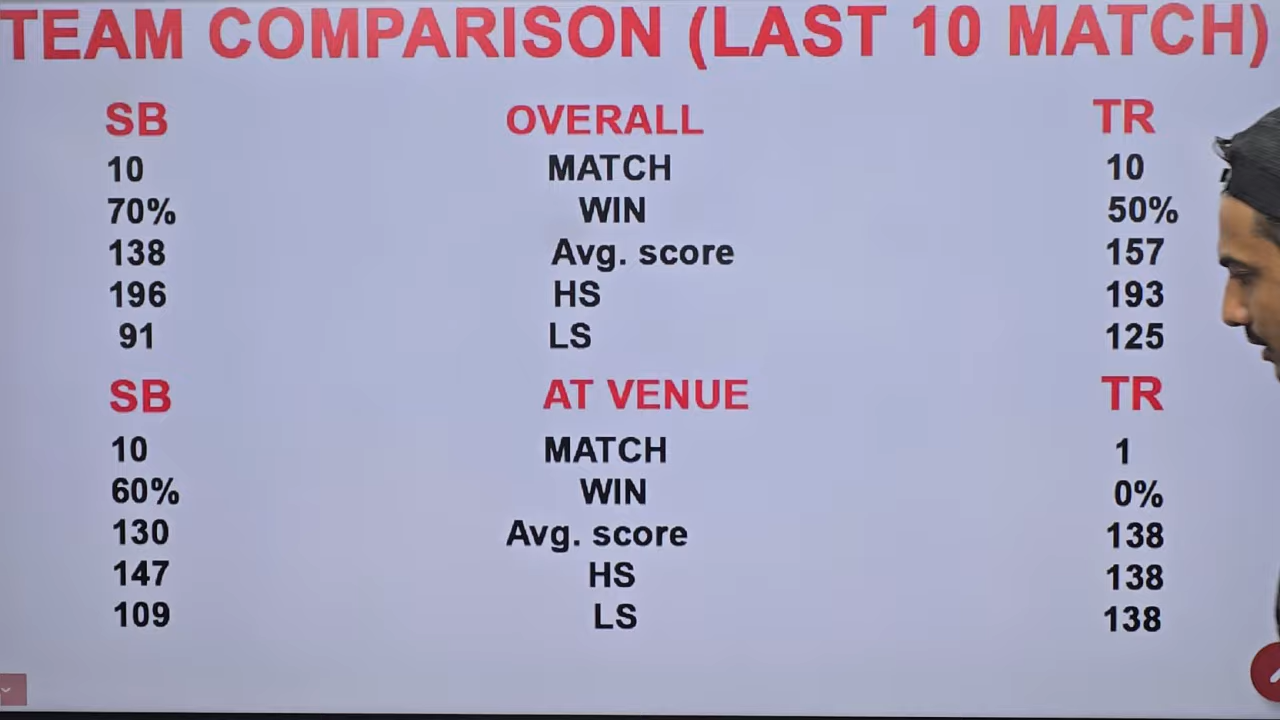 TEAM COMPARISON (LAST 10 MATCH)
SB OVERALL TR
10 MATCH 10
70% WIN 50%
138 Avg. score 157
196 HS 193
91 LS 125
SB AT VENUE TR
10 MATCH 1
60% WIN 0%
130 Avg. score 138
147 HS 138
109 LS 138